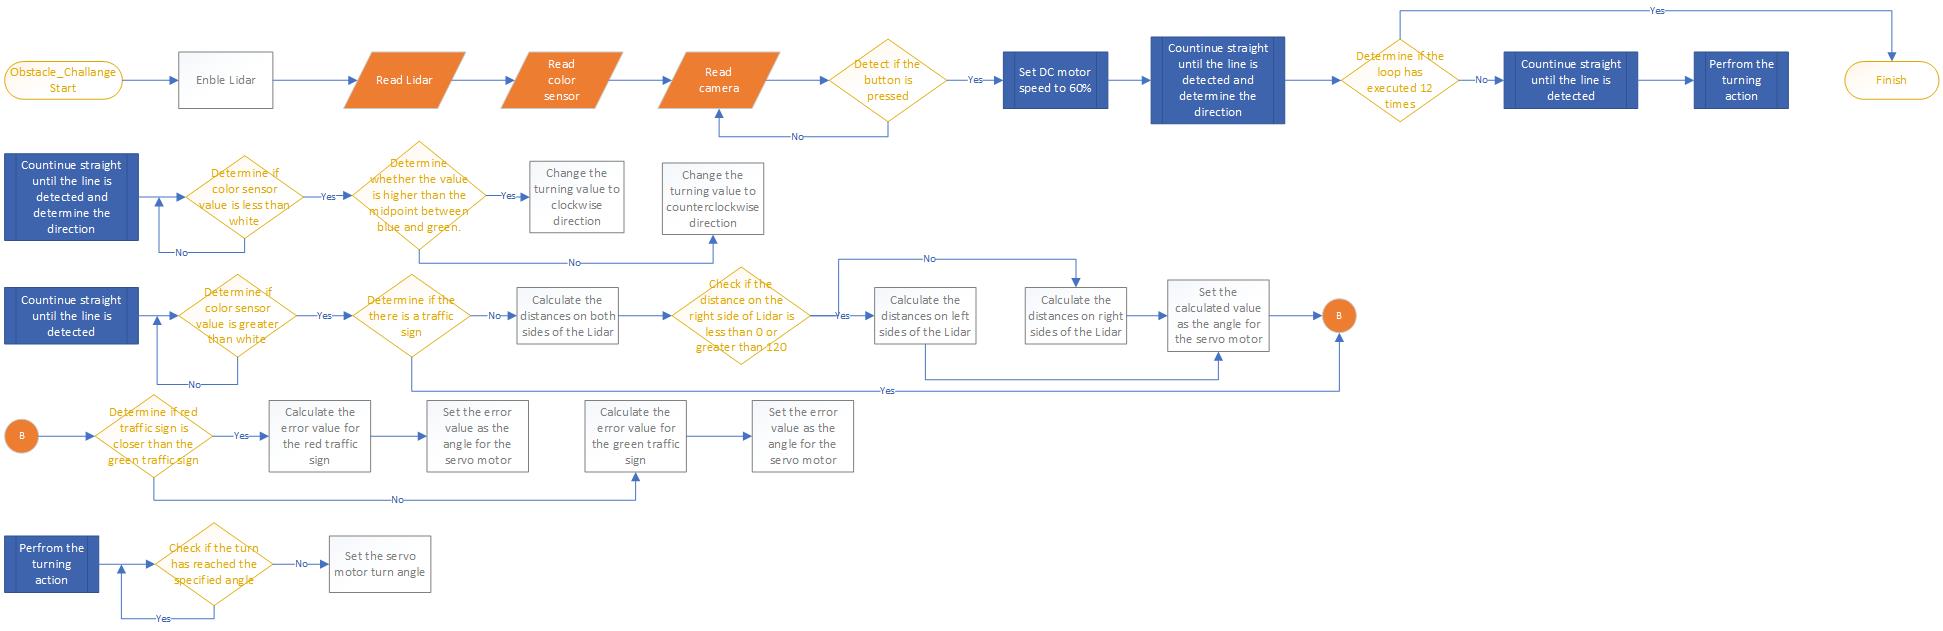 Obstacle_Challange
Start
Enble Lidar
Read Lidar
Read
color
sensor
Read
camera
Detect if the
button is
pressed
Yes
No
Set DC motor
speed to 60%
Countinue straight
until the line is
detected and
determine the
direction
Determine if the
loop has
executed 12
times
Yes
No
Countinue straight
until the line is
detected
Perfrom the
turning
action
Finish
Countinue straight
until the line is
detected and
determine the
direction
Determine if
color sensor
value is less than
white
Yes
No
Determine
whether the value
is higher than the
midpoint between
blue and green.
Yes
No
Change the
turning value to
clockwise
direction
Change the
turning value to
counterclockwise
direction
Countinue straight
until the line is
detected
Determine if
color sensor
value is greater
than white
Yes
No
Determine if the
there is a traffic
sign
No
Yes
Calculate the
distances on both
sides of the Lidar
Check if the
distance on the
right side of Lidar is
less than 0 or
greater than 120
Yes
No
Calculate the
distances on left
sides of the Lidar
Calculate the
distances on right
sides of the Lidar
Set the
calculated value
as the angle for
the servo motor
B
B
Determine if red
traffic sign is
closer than the
green traffic sign
Yes
No
Calculate the
error value for
the red traffic
sign
Set the error
value as the
angle for the
servo motor
Calculate the
error value for
the green traffic
sign
Set the error
value as the
angle for the
servo motor
Perfrom the
turning
action
Check if the turn
has reached the
specified angle
No
Yes
Set the servo
motor turn angle